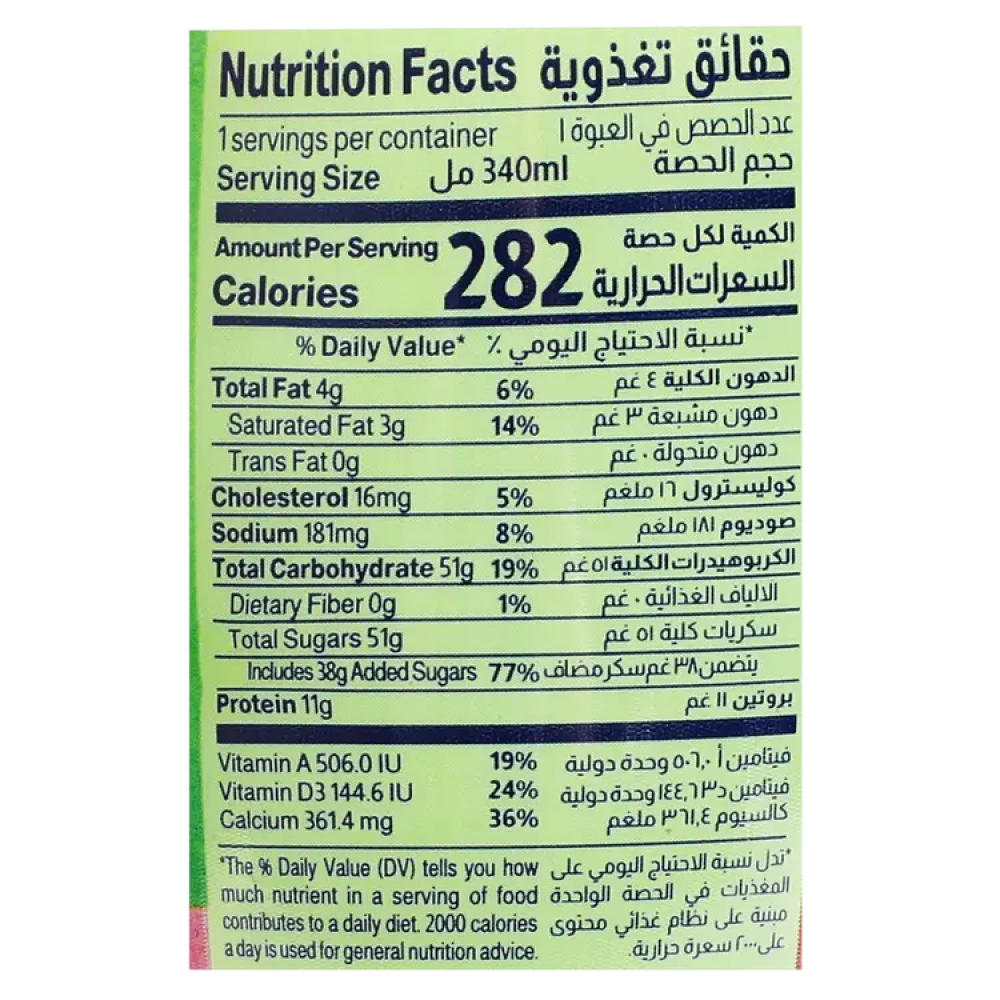 Nutrition Facts حقائق تغذوية
1 servings per container عدد الحصص في العبوة ١
Serving Size 340ml مل حجم الحصة
Amount Per Serving الكمية لكل حصة
Calories 282 السعرات الحرارية
% Daily Value* نسبة الاحتياج اليومي ٪*
Total Fat 4g 6% الدهون الكلية ٤ غم
Saturated Fat 3g 14% دهون مشبعة ٣ غم
Trans Fat 0g دهون متحولة ٠ غم
Cholesterol 16mg 5% كوليسترول ١٦ ملغم
Sodium 181mg 8% صوديوم ١٨١ ملغم
Total Carbohydrate 51g 19% الكربوهيدرات الكلية ٥١ غم
Dietary Fiber 0g 1% الالياف الغذائية ٠ غم
Total Sugars 51g سكريات كلية ٥١ غم
Includes 38g Added Sugars 77% يتضمن ٣٨ غم سكر مضاف
Protein 11g بروتين ١١ غم
Vitamin A 506.0 IU 19% فيتامين أ ٥٠٦,٠ وحدة دولية
Vitamin D3 144.6 IU 24% فيتامين د٣ ١٤٤,٦ وحدة دولية
Calcium 361.4 mg 36% كالسيوم ٣٦١,٤ ملغم
*The % Daily Value (DV) tells you how *تدل نسبة الاحتياج اليومي على
much nutrient in a serving of food المغذيات في الحصة الواحدة
contributes to a daily diet. 2000 calories مبنية على نظام غذائي محتوى
a day is used for general nutrition advice. على ٢٠٠٠ سعرة حرارية.